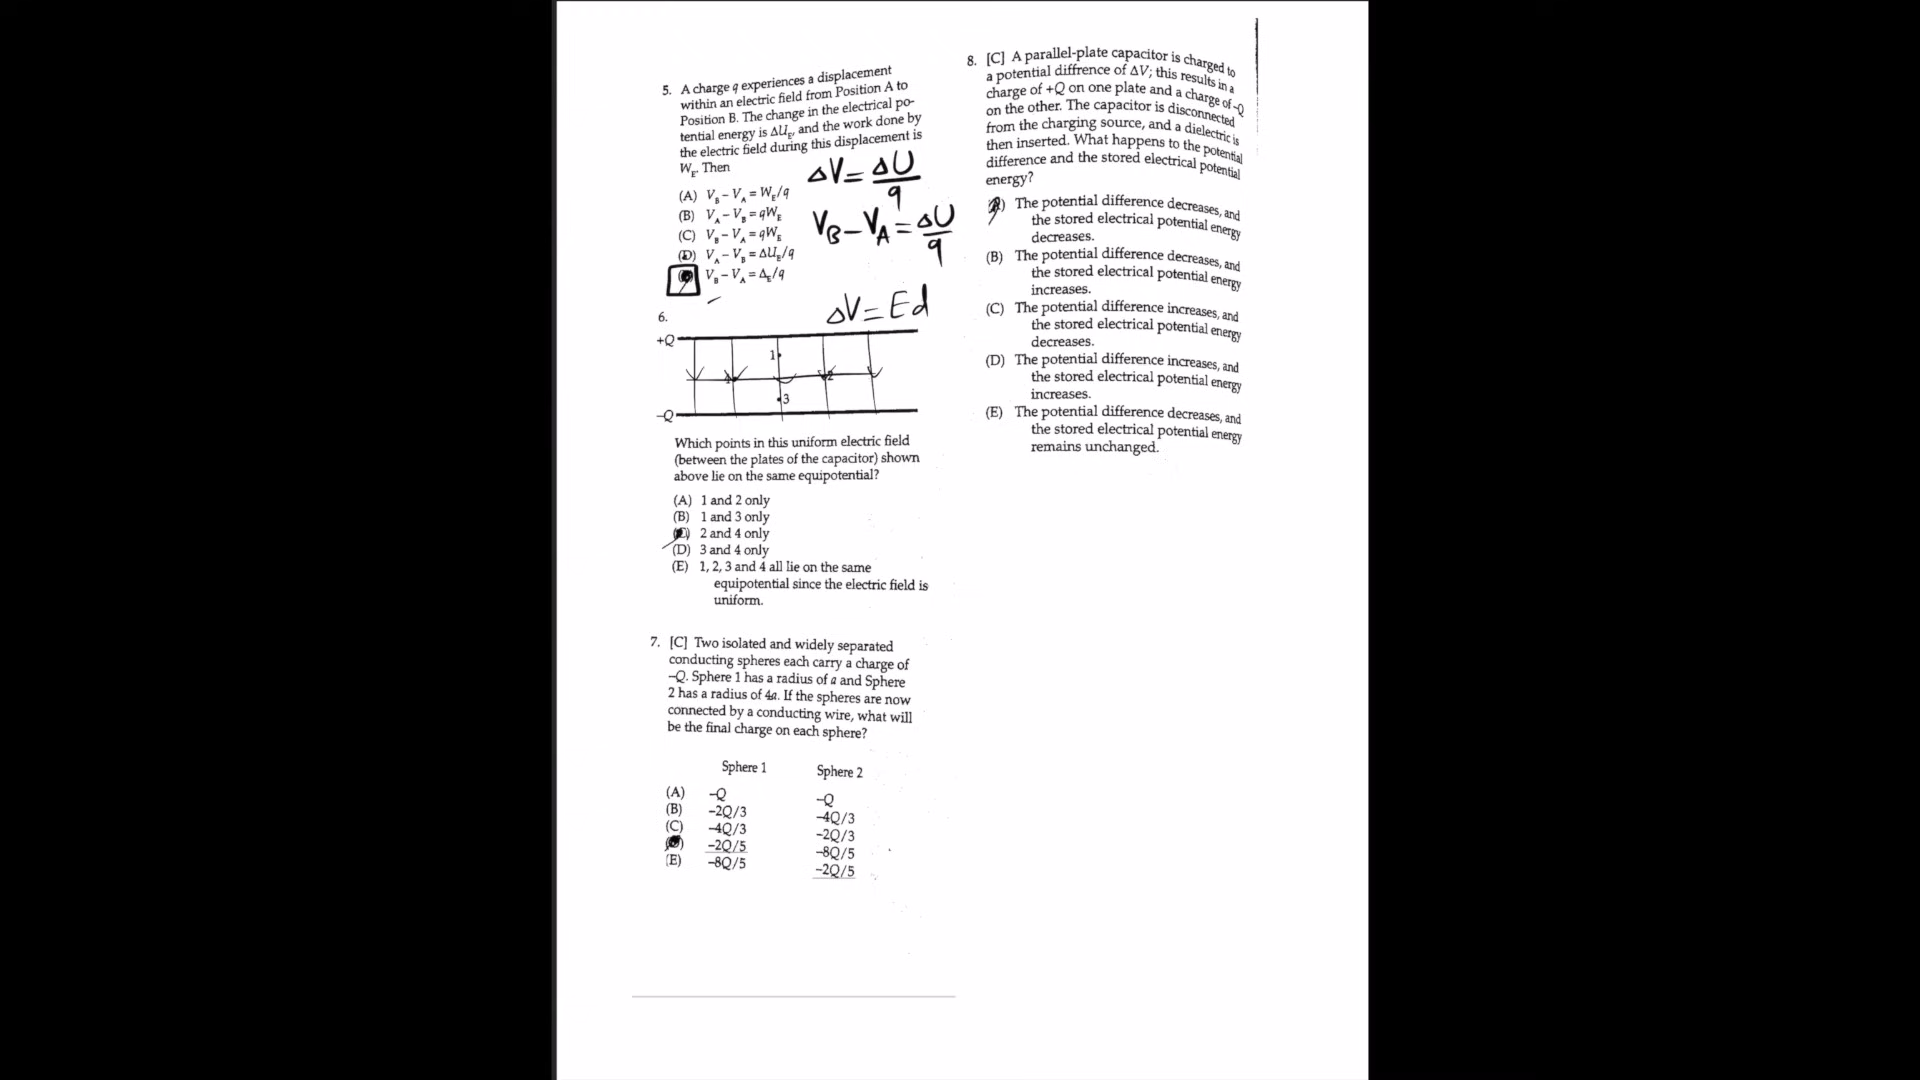 5. A charge q experiences a displacement
within an electric field from Position A to
Position B. The change in the electrical po-
tential energy is ΔU_E, and the work done by
the electric field during this displacement is
W_E. Then
(A) V_B – V_A = W_E/q
(B) V_A – V_B = qW_E
(C) V_B – V_A = qW_E
(D) V_A – V_B = ΔU_E/q
V_B – V_A = Δ_E/q
ΔV = ΔU/q
V_B – V_A = ΔU/q
6.
ΔV = Ed
+Q
1
4
2
3
–Q
Which points in this uniform electric field
(between the plates of the capacitor) shown
above lie on the same equipotential?
(A) 1 and 2 only
(B) 1 and 3 only
(C) 2 and 4 only
(D) 3 and 4 only
(E) 1, 2, 3 and 4 all lie on the same
equipotential since the electric field is
uniform.
7. [C] Two isolated and widely separated
conducting spheres each carry a charge of
–Q. Sphere 1 has a radius of a and Sphere
2 has a radius of 4a. If the spheres are now
connected by a conducting wire, what will
be the final charge on each sphere?
Sphere 1 Sphere 2
(A) –Q –Q
(B) –2Q/3 –4Q/3
(C) –4Q/3 –2Q/3
–2Q/5 –8Q/5
(E) –8Q/5 –2Q/5
8. [C] A parallel-plate capacitor is charged to
a potential diffrence of ΔV; this results in a
charge of +Q on one plate and a charge of –Q
on the other. The capacitor is disconnected
from the charging source, and a dielectric is
then inserted. What happens to the potential
difference and the stored electrical potential
energy?
The potential difference decreases, and
the stored electrical potential energy
decreases.
(B) The potential difference decreases, and
the stored electrical potential energy
increases.
(C) The potential difference increases, and
the stored electrical potential energy
decreases.
(D) The potential difference increases, and
the stored electrical potential energy
increases.
(E) The potential difference decreases, and
the stored electrical potential energy
remains unchanged.